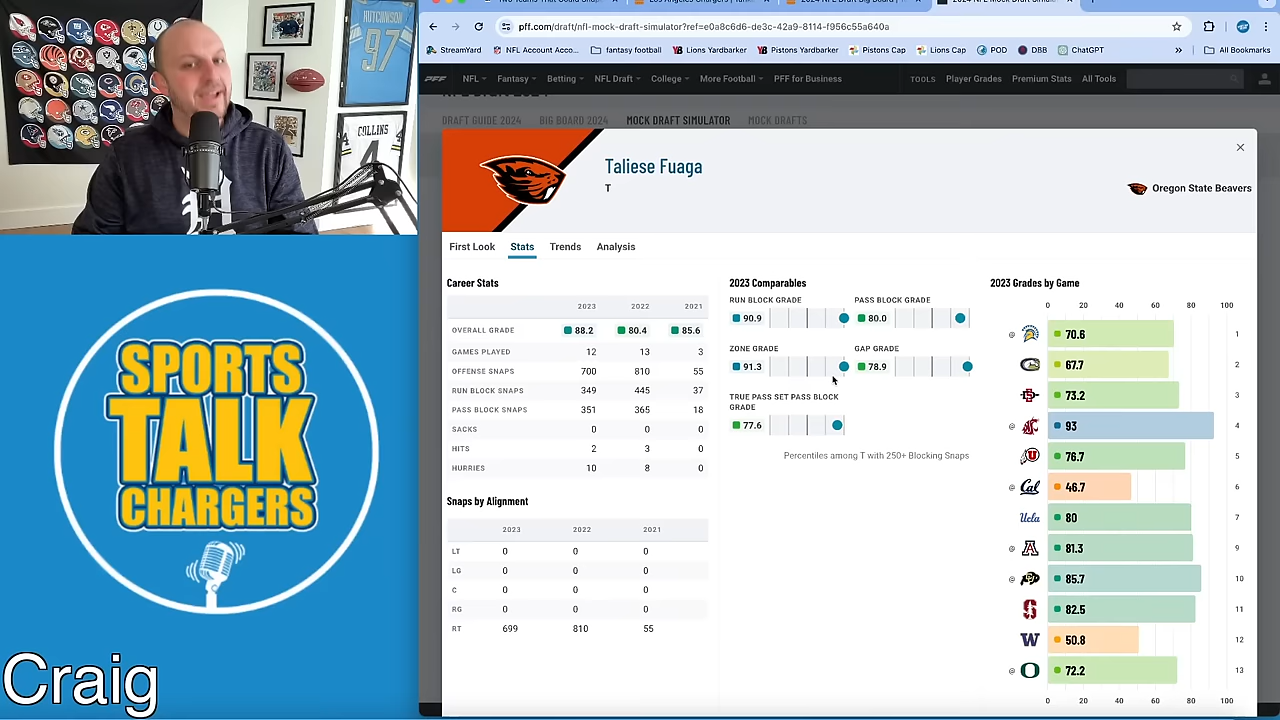 HUTCHINSON
97
COLLINS
4
SPORTS
TALK
CHARGERS
Craig
pff.com/draft/nfl-mock-draft-simulator?ref=e0a8c6d6-de3c-42a9-8114-f956c55a640a
StreamYard
NFL Account Acco...
fantasy football
Lions Yardbarker
Pistons Yardbarker
Pistons Cap
Lions Cap
POD
DBB
ChatGPT
»
All Bookmarks
PFF
NFL
Fantasy
Betting
NFL Draft
College
More Football
PFF for Business
TOOLS
Player Grades
Premium Stats
All Tools
DRAFT GUIDE 2024
BIG BOARD 2024
MOCK DRAFT SIMULATOR
MOCK DRAFTS
Taliese Fuaga
T
Oregon State Beavers
First Look Stats Trends Analysis
Career Stats
2023 2022 2021
OVERALL GRADE 88.2 80.4 85.6
GAMES PLAYED 12 13 3
OFFENSE SNAPS 700 810 55
RUN BLOCK SNAPS 349 445 37
PASS BLOCK SNAPS 351 365 18
SACKS 0 0 0
HITS 2 3 0
HURRIES 10 8 0
Snaps by Alignment
2023 2022 2021
LT 0 0 0
LG 0 0 0
C 0 0 0
RG 0 0 0
RT 699 810 55
2023 Comparables
RUN BLOCK GRADE PASS BLOCK GRADE
90.9 80.0
ZONE GRADE GAP GRADE
91.3 78.9
TRUE PASS SET PASS BLOCK
GRADE
77.6
Percentiles among T with 250+ Blocking Snaps
2023 Grades by Game
0 20 40 60 80 100
70.6 1
67.7 2
73.2 3
@ 93 4
76.7 5
@ Cal 46.7 6
Ucla 80 7
@ A 81.3 9
@ 85.7 10
S 82.5 11
W 50.8 12
@ O 72.2 13
0 20 40 60 80 100